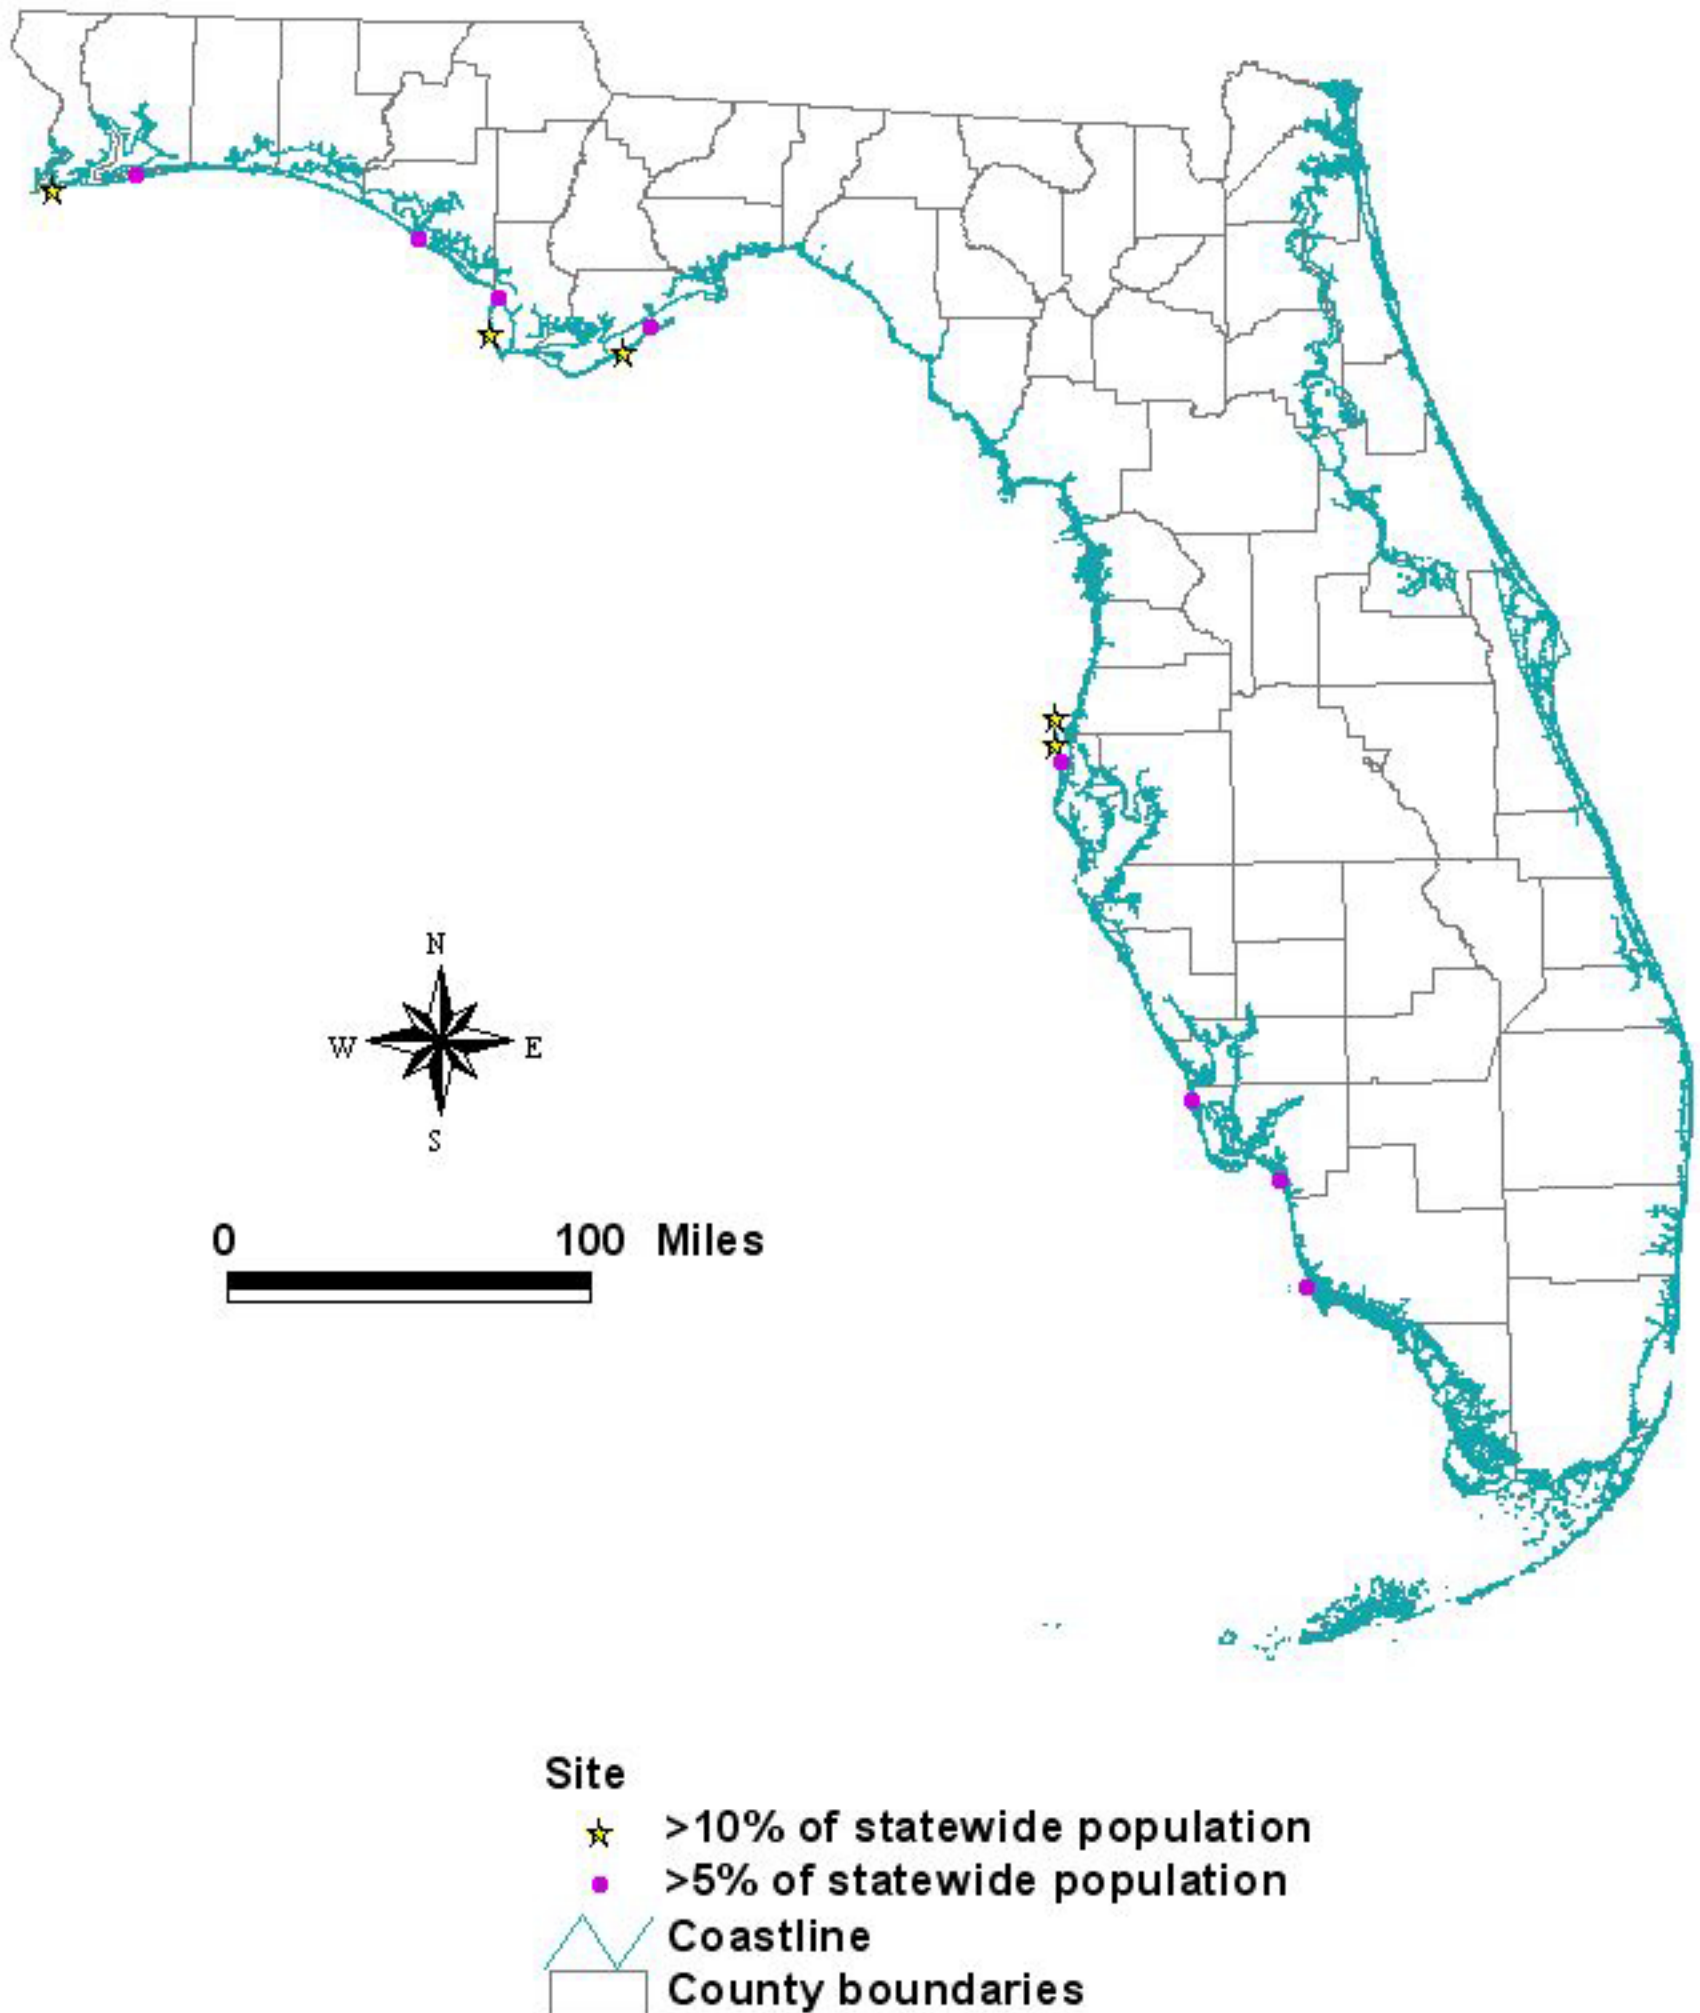 N
W E
S
0 100 Miles
Site
>10% of statewide population
>5% of statewide population
Coastline
County boundaries